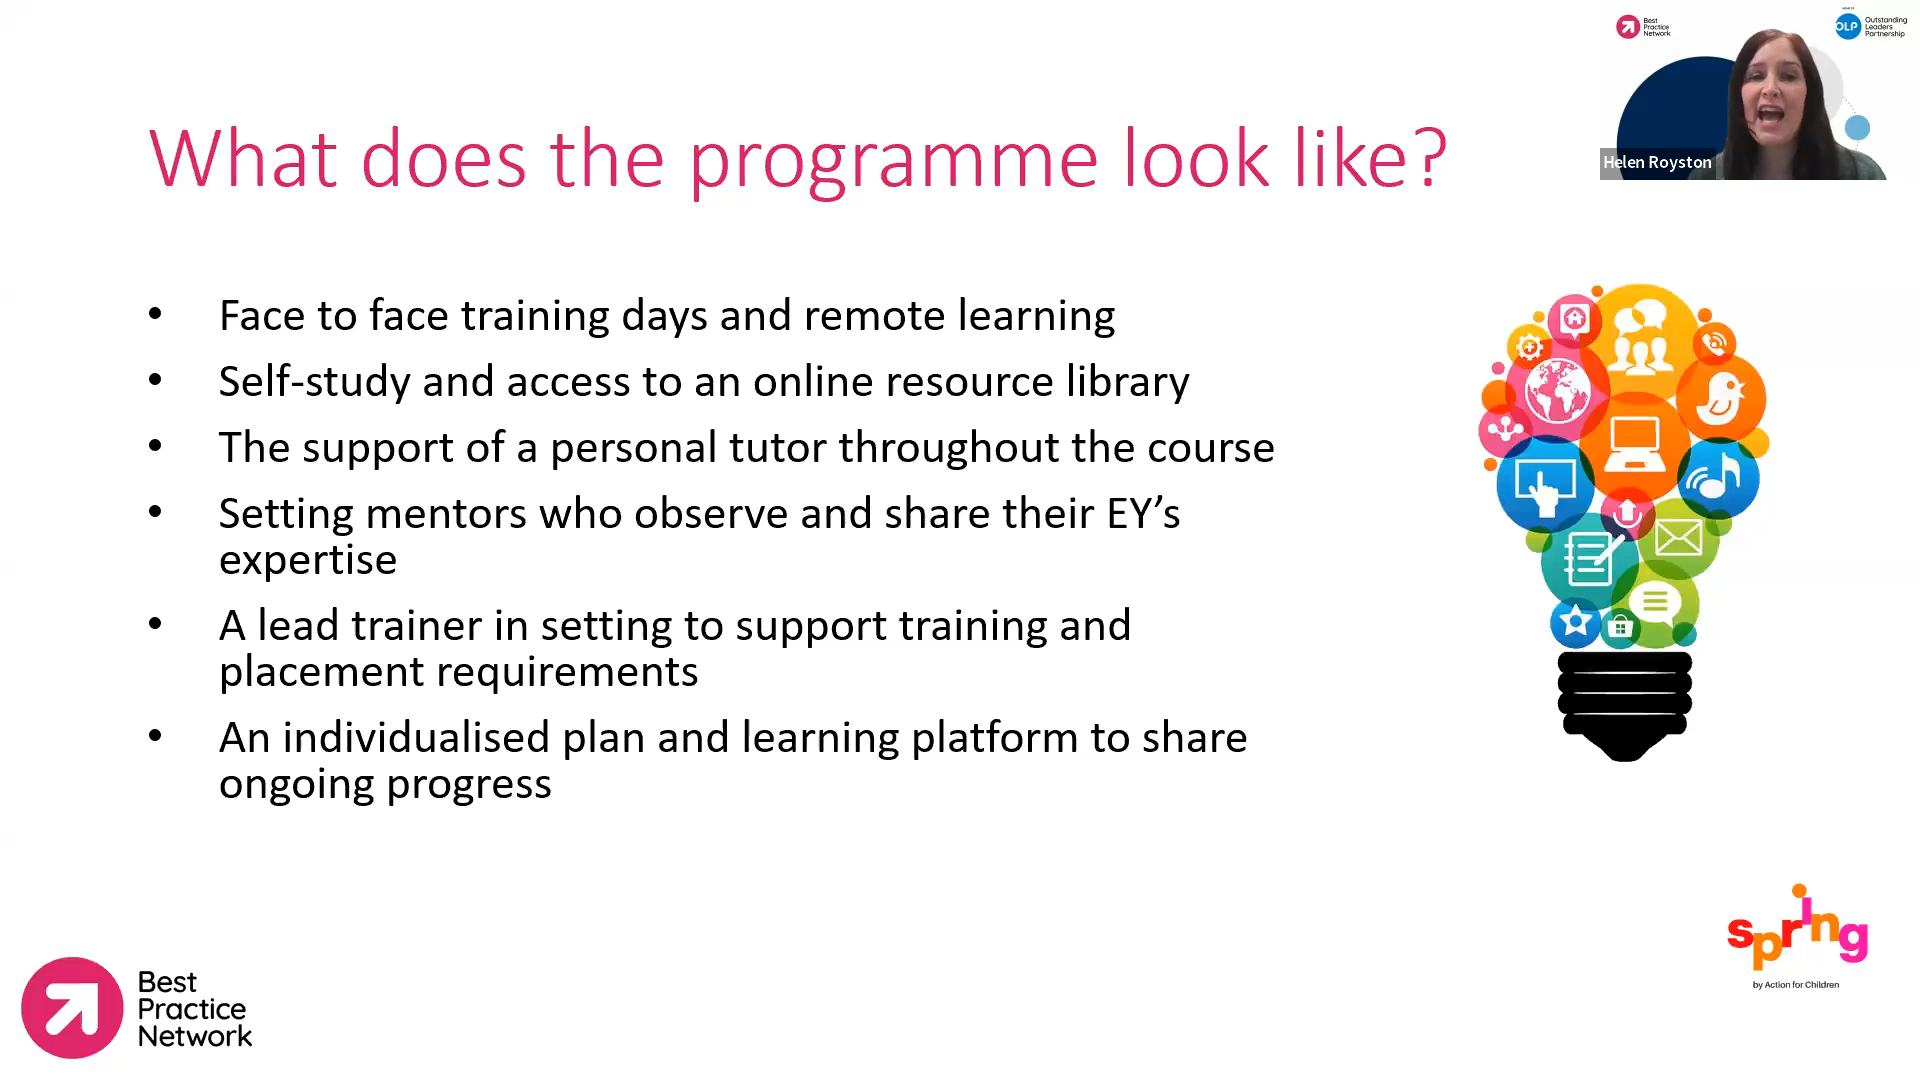 Best
Practice
Network
OLP
Outstanding
Leaders
Partnership
Helen Royston
What does the programme look like?
• Face to face training days and remote learning
• Self-study and access to an online resource library
• The support of a personal tutor throughout the course
• Setting mentors who observe and share their EY’s
expertise
• A lead trainer in setting to support training and
placement requirements
• An individualised plan and learning platform to share
ongoing progress
spring
by Action for Children
Best
Practice
Network